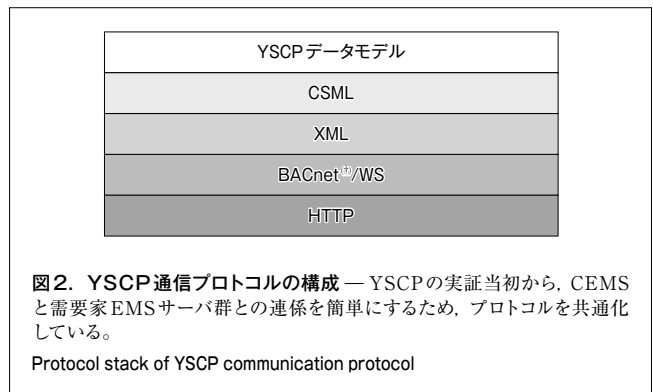 YSCPデータモデル
CSML
XML
BACnet(注)/WS
HTTP
図2. YSCP通信プロトコルの構成 — YSCPの実証当初から, CEMS
と需要家EMSサーバ群との連係を簡単にするため, プロトコルを共通化
している。
Protocol stack of YSCP communication protocol